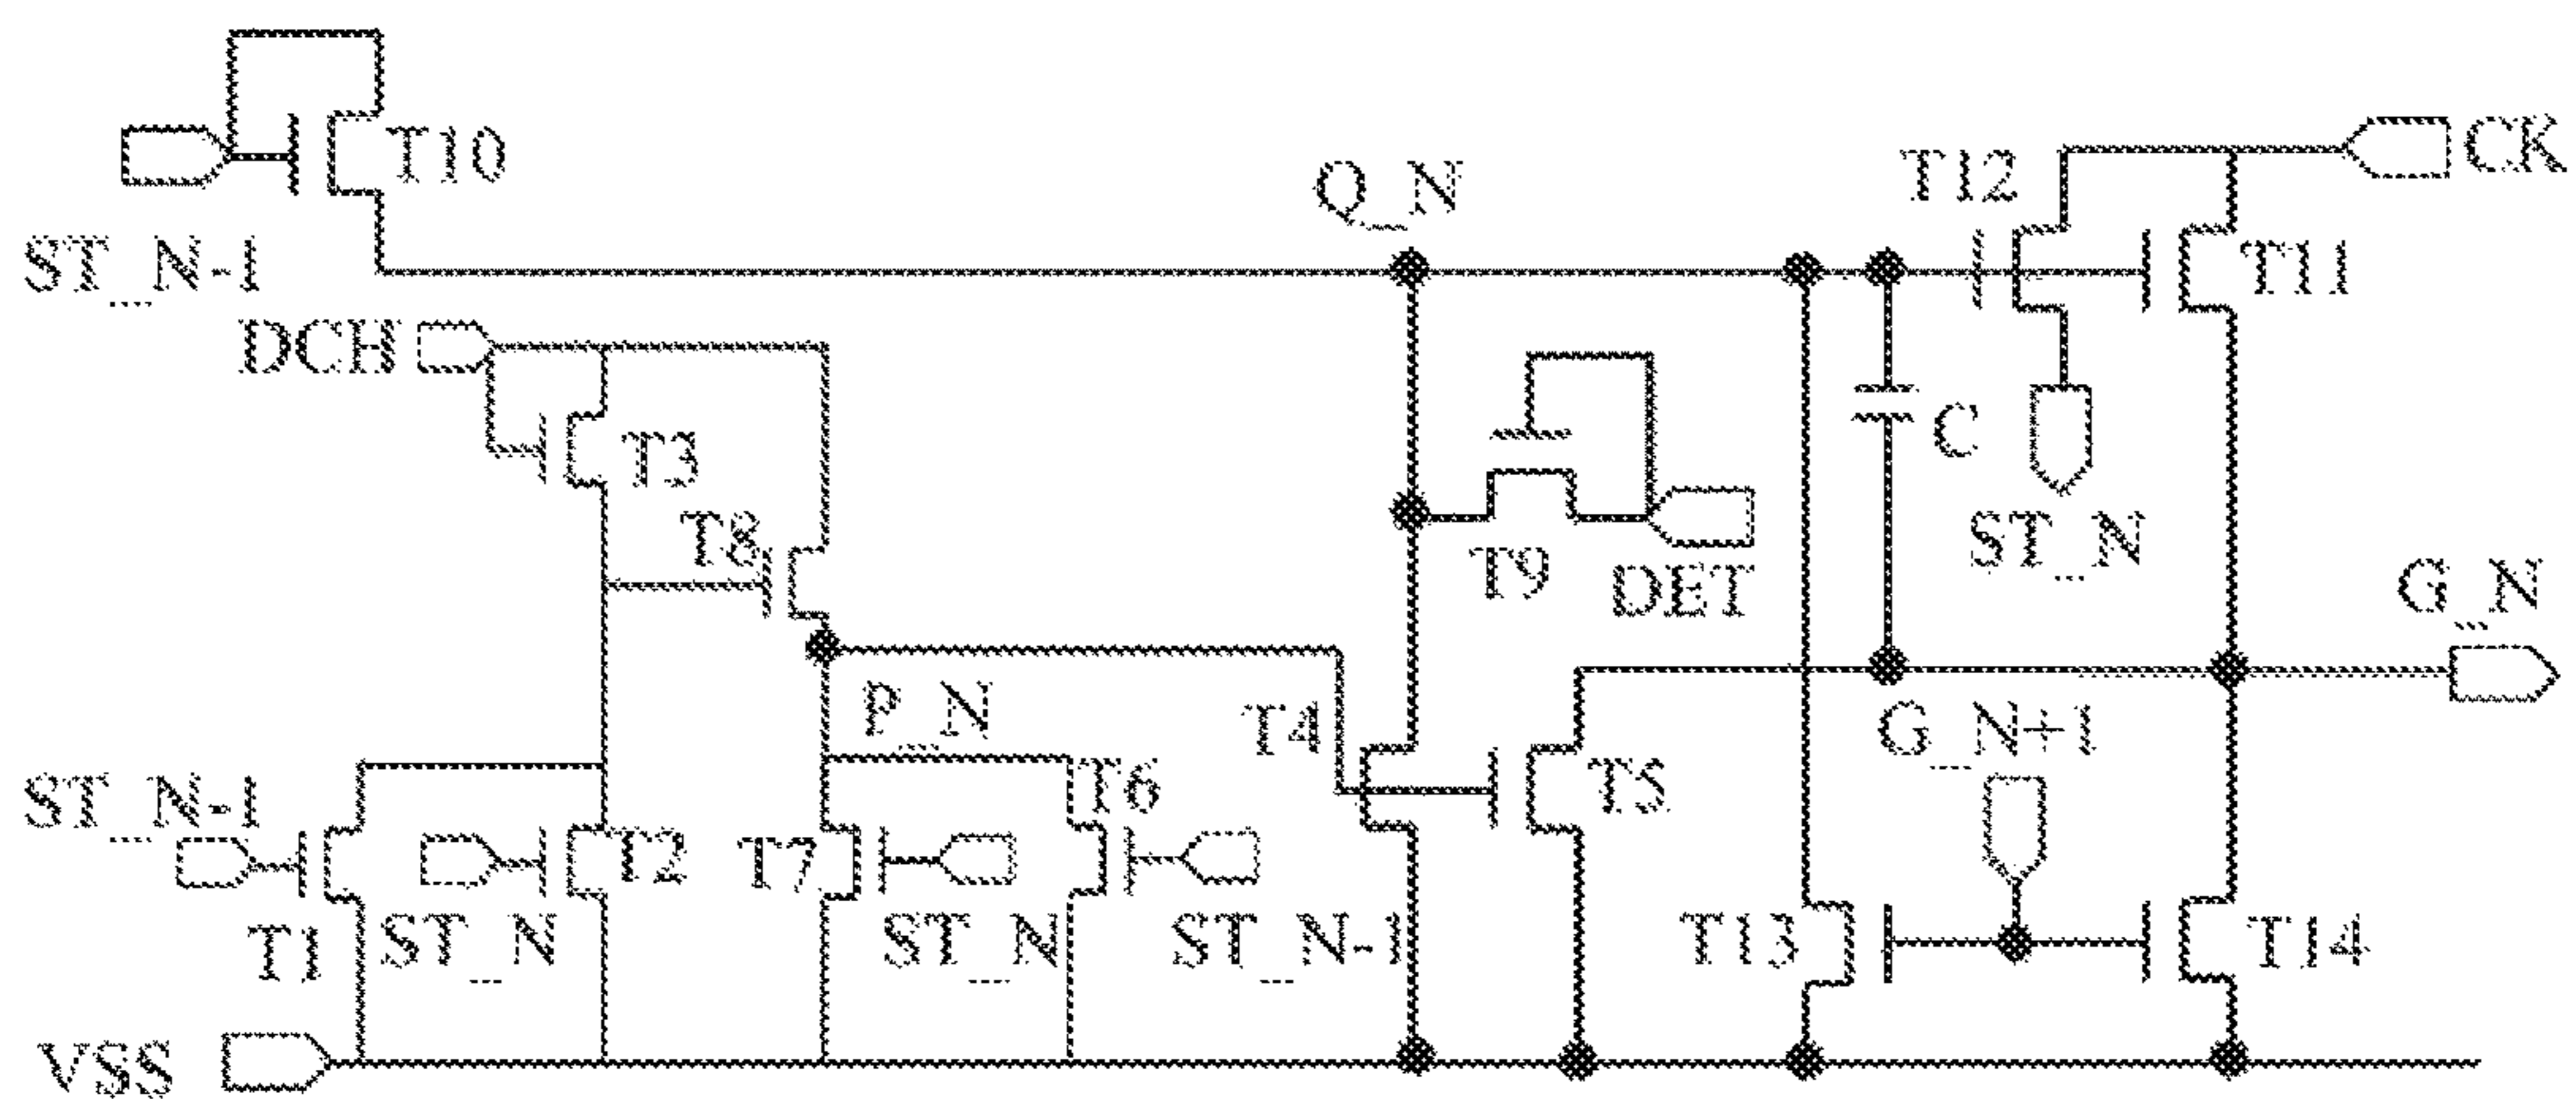 T10
Q_N
T12
CK
ST_N-1
T11
DCH
T3
C
T8
ST_N
T9
DET
G_N
P_N
T4
G_N+1
ST_N-1
T6
T5
T2
T7
T1
ST_N
ST_N
ST_N-1
T13
T14
VSS